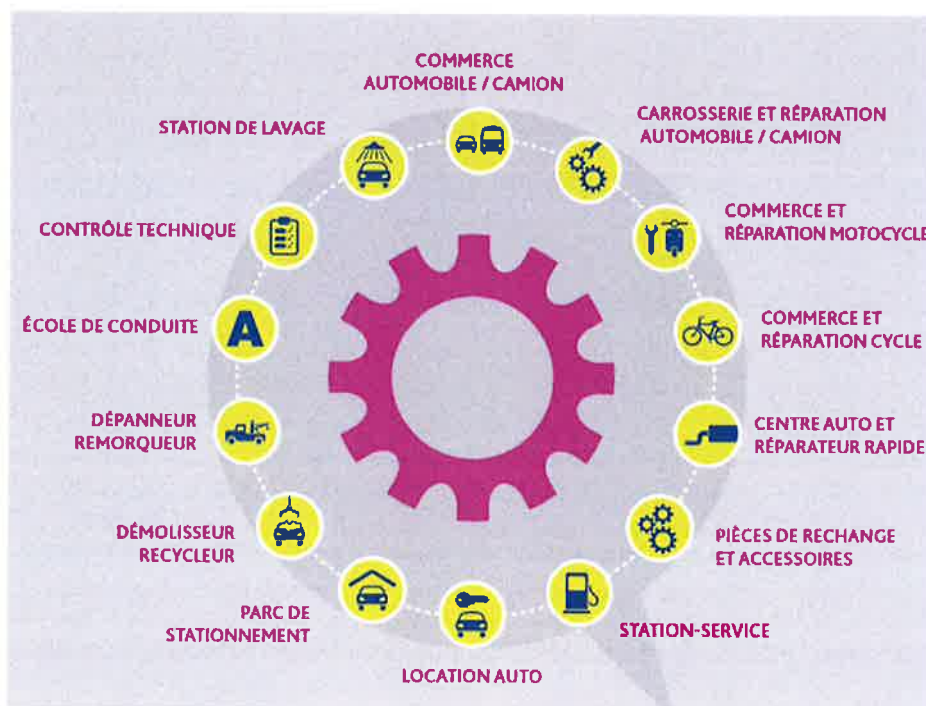 COMMERCE
AUTOMOBILE / CAMION
CARROSSERIE ET RÉPARATION
AUTOMOBILE / CAMION
COMMERCE ET
RÉPARATION MOTOCYCLE
COMMERCE ET
RÉPARATION CYCLE
CENTRE AUTO ET
RÉPARATEUR RAPIDE
PIÈCES DE RECHANGE
ET ACCESSOIRES
STATION-SERVICE
LOCATION AUTO
PARC DE
STATIONNEMENT
DÉMOLISSEUR
RECYCLEUR
DÉPANNEUR
REMORQUEUR
ÉCOLE DE CONDUITE
A
CONTRÔLE TECHNIQUE
STATION DE LAVAGE